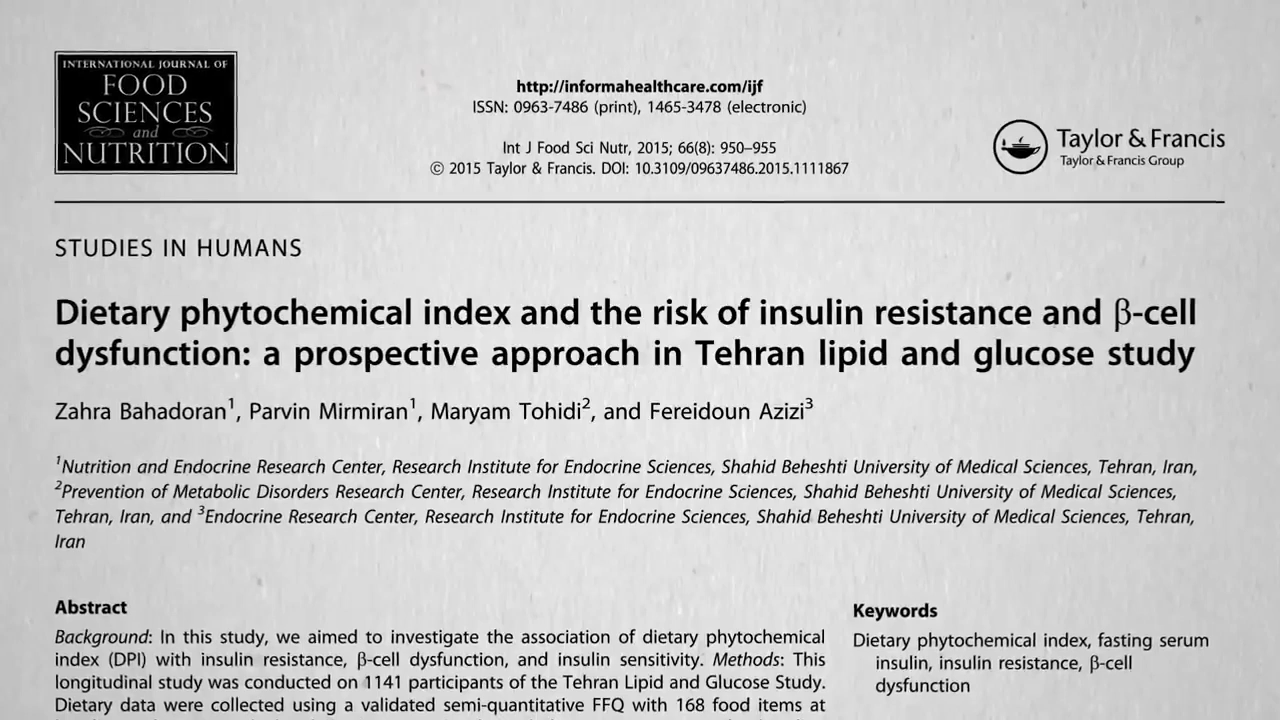 INTERNATIONAL JOURNAL OF
FOOD
SCIENCES
and
NUTRITION
http://informahealthcare.com/ijf
ISSN: 0963-7486 (print), 1465-3478 (electronic)
Int J Food Sci Nutr, 2015; 66(8): 950–955
© 2015 Taylor & Francis. DOI: 10.3109/09637486.2015.1111867
Taylor & Francis
Taylor & Francis Group
STUDIES IN HUMANS
Dietary phytochemical index and the risk of insulin resistance and β-cell
dysfunction: a prospective approach in Tehran lipid and glucose study
Zahra Bahadoran1, Parvin Mirmiran1, Maryam Tohidi2, and Fereidoun Azizi3
1Nutrition and Endocrine Research Center, Research Institute for Endocrine Sciences, Shahid Beheshti University of Medical Sciences, Tehran, Iran,
2Prevention of Metabolic Disorders Research Center, Research Institute for Endocrine Sciences, Shahid Beheshti University of Medical Sciences,
Tehran, Iran, and 3Endocrine Research Center, Research Institute for Endocrine Sciences, Shahid Beheshti University of Medical Sciences, Tehran,
Iran
Abstract
Background: In this study, we aimed to investigate the association of dietary phytochemical
index (DPI) with insulin resistance, β-cell dysfunction, and insulin sensitivity. Methods: This
longitudinal study was conducted on 1141 participants of the Tehran Lipid and Glucose Study.
Dietary data were collected using a validated semi-quantitative FFQ with 168 food items at
Keywords
Dietary phytochemical index, fasting serum
insulin, insulin resistance, β-cell
dysfunction